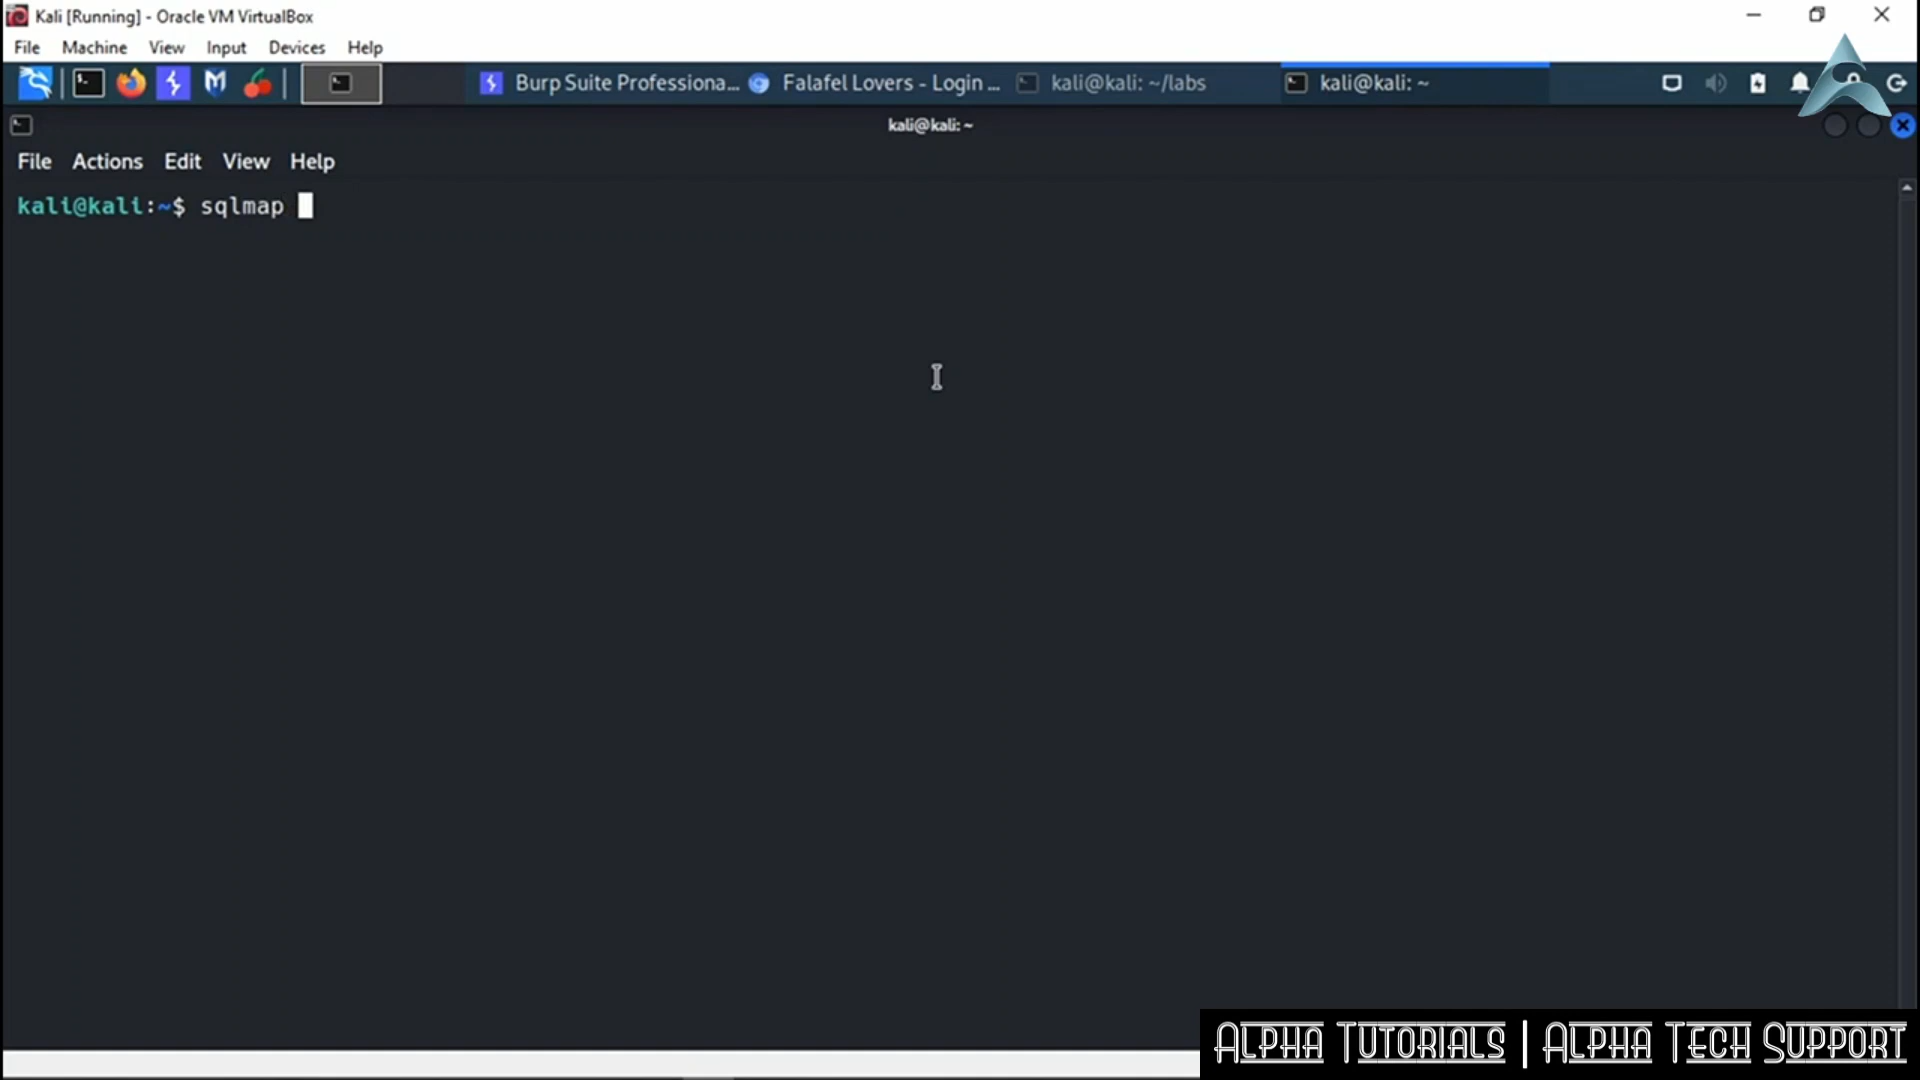 Kali [Running] - Oracle VM VirtualBox
File Machine View Input Devices Help
Burp Suite Professiona... Falafel Lovers - Login ... kali@kali: ~/labs kali@kali: ~
kali@kali: ~
File Actions Edit View Help
kali@kali:~$ sqlmap
ALPHA TUTORIALS | ALPHA TECH SUPPORT